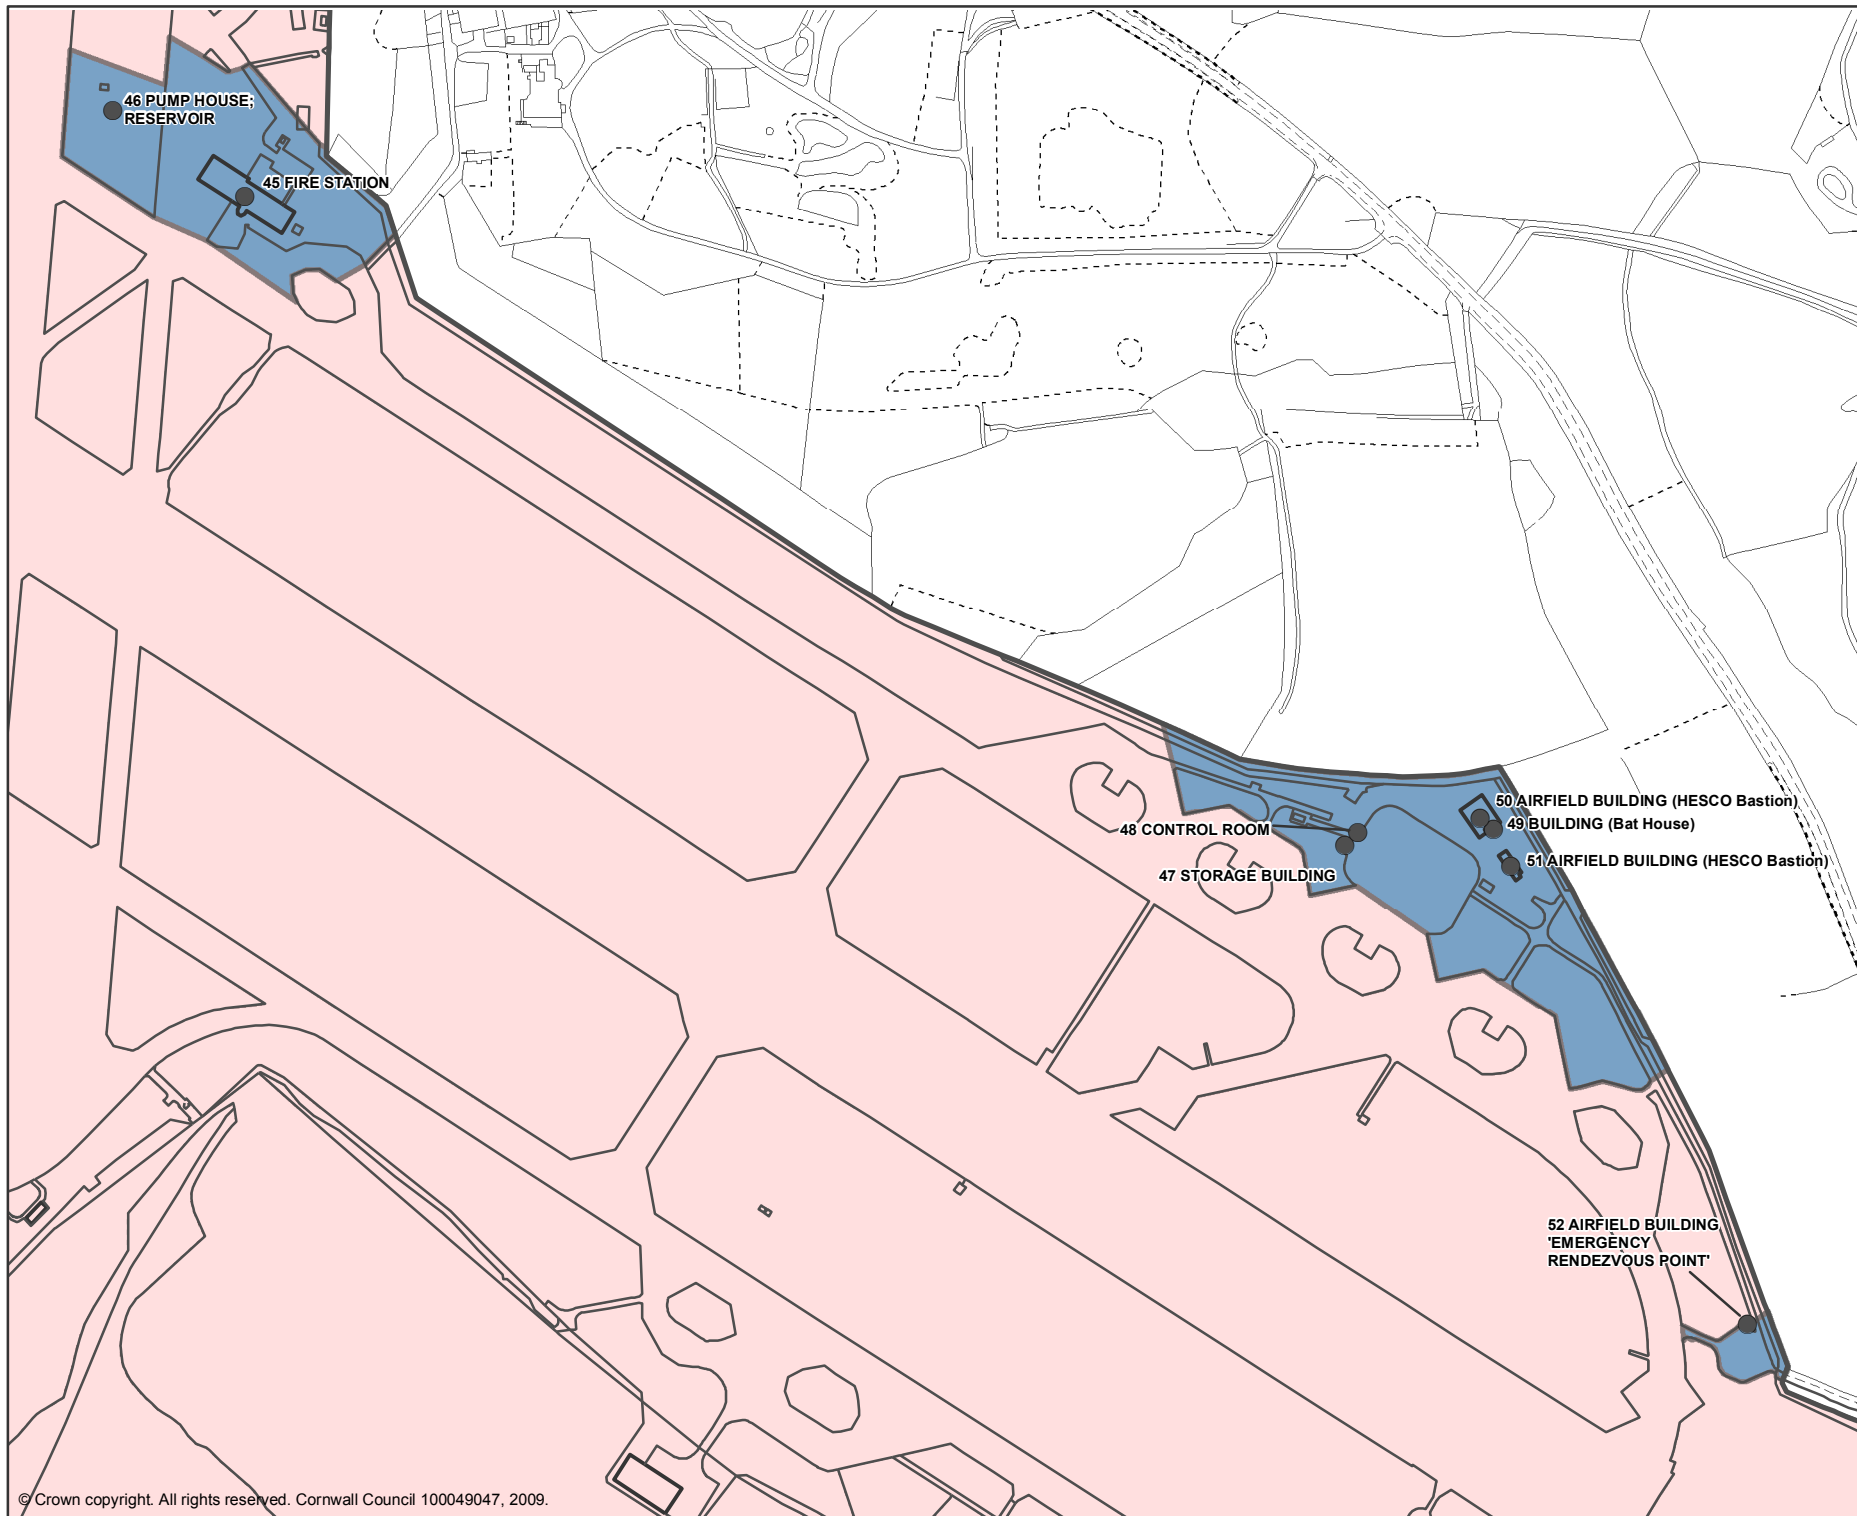 46 PUMP HOUSE;
RESERVOIR
45 FIRE STATION
50 AIRFIELD BUILDING (HESCO Bastion)
49 BUILDING (Bat House)
48 CONTROL ROOM
51 AIRFIELD BUILDING (HESCO Bastion)
47 STORAGE BUILDING
52 AIRFIELD BUILDING
'EMERGENCY
RENDEZVOUS POINT'
© Crown copyright. All rights reserved. Cornwall Council 100049047, 2009.